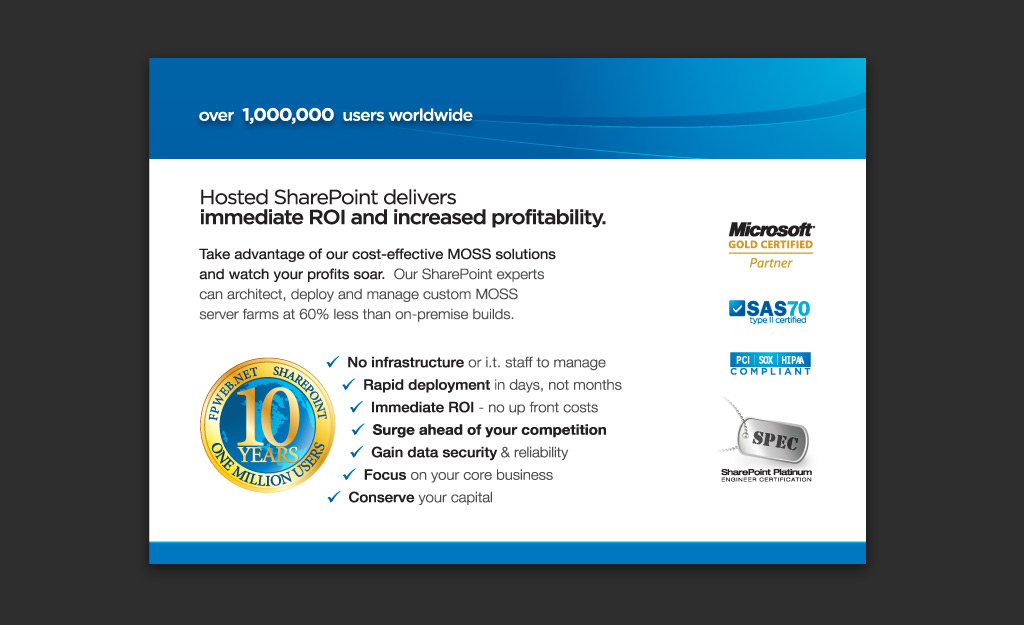 over 1,000,000 users worldwide
Hosted SharePoint delivers
immediate ROI and increased profitability.
Take advantage of our cost-effective MOSS solutions
and watch your profits soar. Our SharePoint experts
can architect, deploy and manage custom MOSS
server farms at 60% less than on-premise builds.
FPWEB.NET SHAREPOINT
10
YEARS
ONE MILLION USERS
No infrastructure or i.t. staff to manage
Rapid deployment in days, not months
Immediate ROI - no up front costs
Surge ahead of your competition
Gain data security & reliability
Focus on your core business
Conserve your capital
Microsoft
GOLD CERTIFIED
Partner
SAS70
type II certified
PCI SOX HIPAA
COMPLIANT
SPEC
SharePoint Platinum
ENGINEER CERTIFICATION